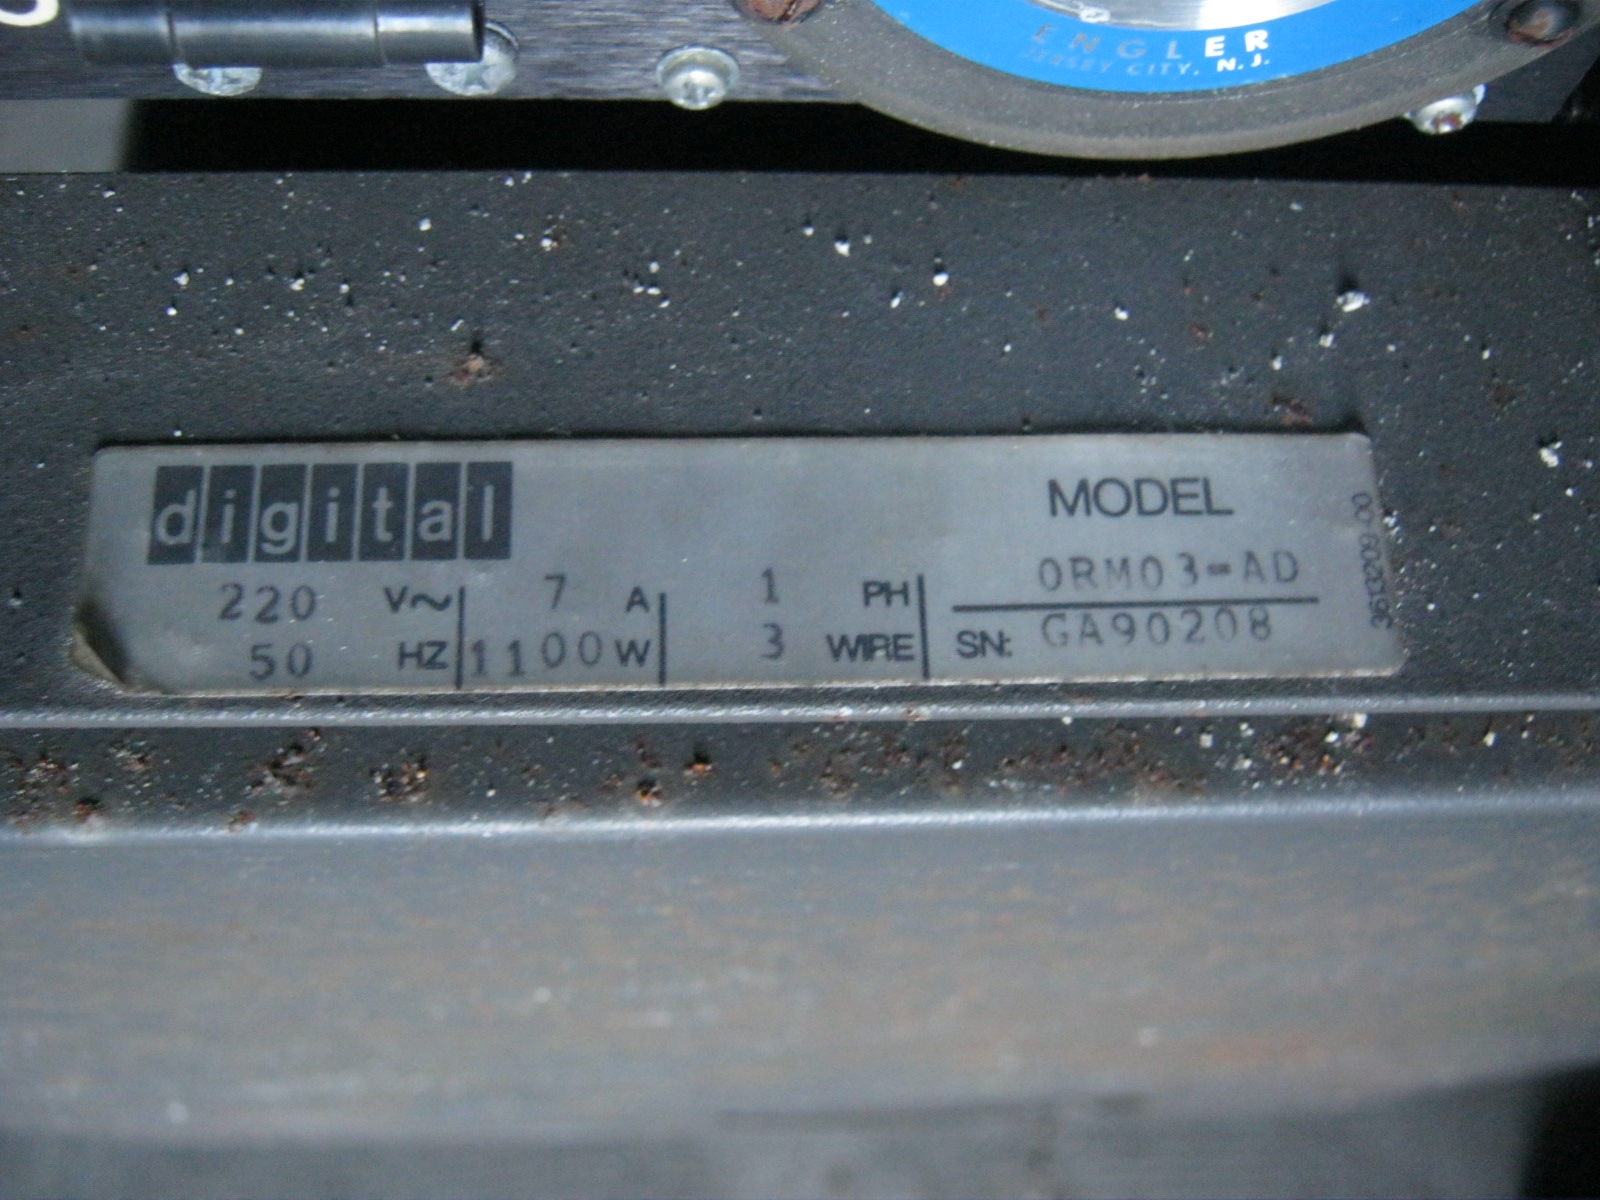 ENGLER
JERSEY CITY, N.J.
digital
220 V~ 7 A 1 PH
50 HZ 1100 W 3 WIRE
MODEL
0RM03-AD
SN: GA90208